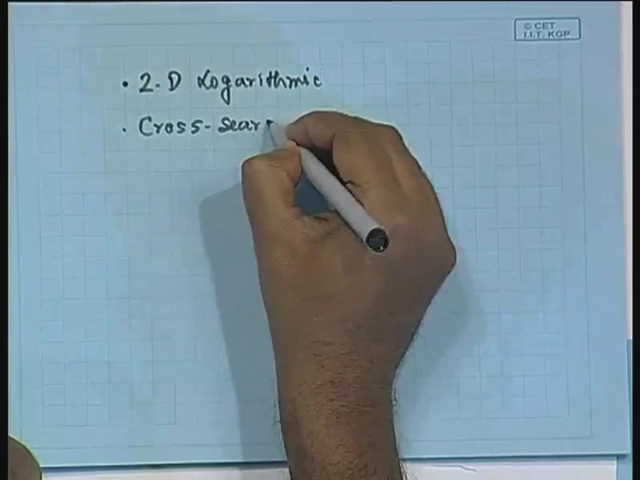 © CET
I.I.T. KGP
• 2-D Logarithmic
• Cross-sear